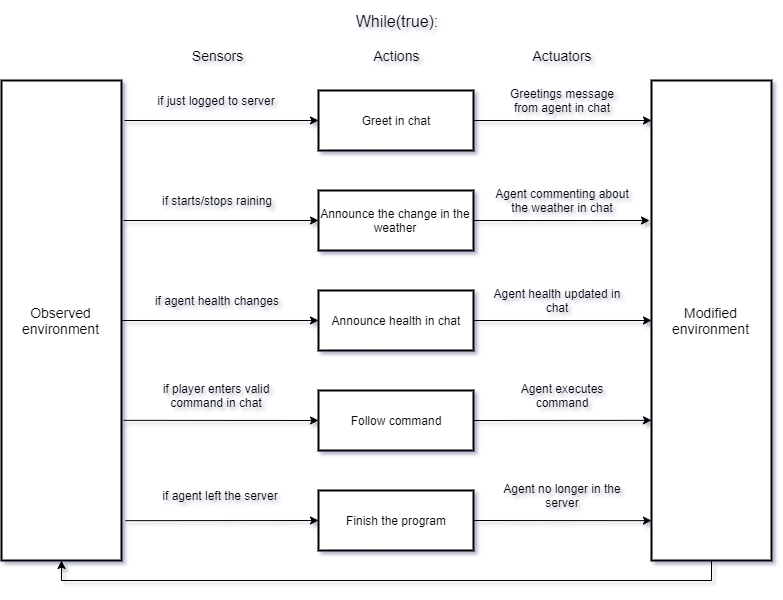 While(true):
Sensors
Actions
Actuators
Observed
environment
if just logged to server
Greet in chat
Greetings message
from agent in chat
if starts/stops raining
Announce the change in the
weather
Agent commenting about
the weather in chat
if agent health changes
Announce health in chat
Agent health updated in
chat
if player enters valid
command in chat
Follow command
Agent executes
command
if agent left the server
Finish the program
Agent no longer in the
server
Modified
environment